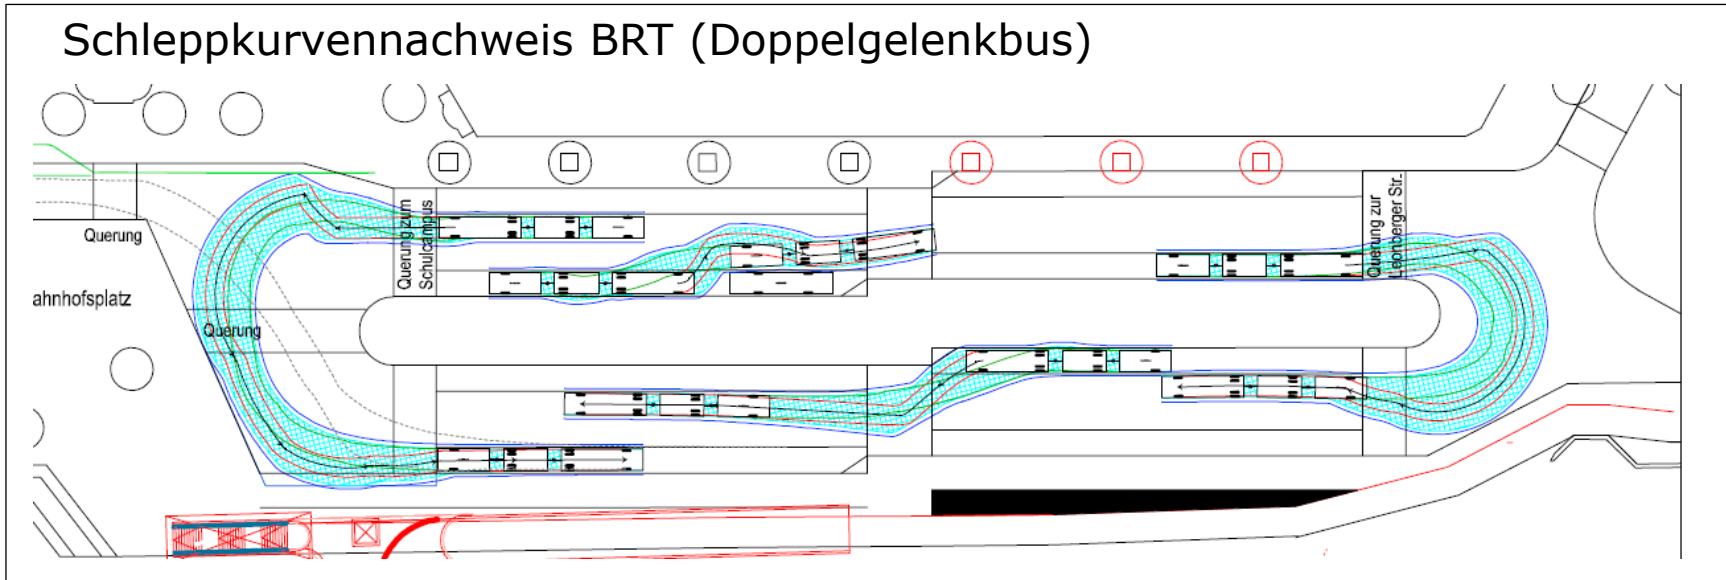 Schleppkurvennachweis BRT (Doppelgelenkbus)
Querung zum
Schulcampus
Querung zur
Leonberger Str.
Querung
ahnhofsplatz
Querung